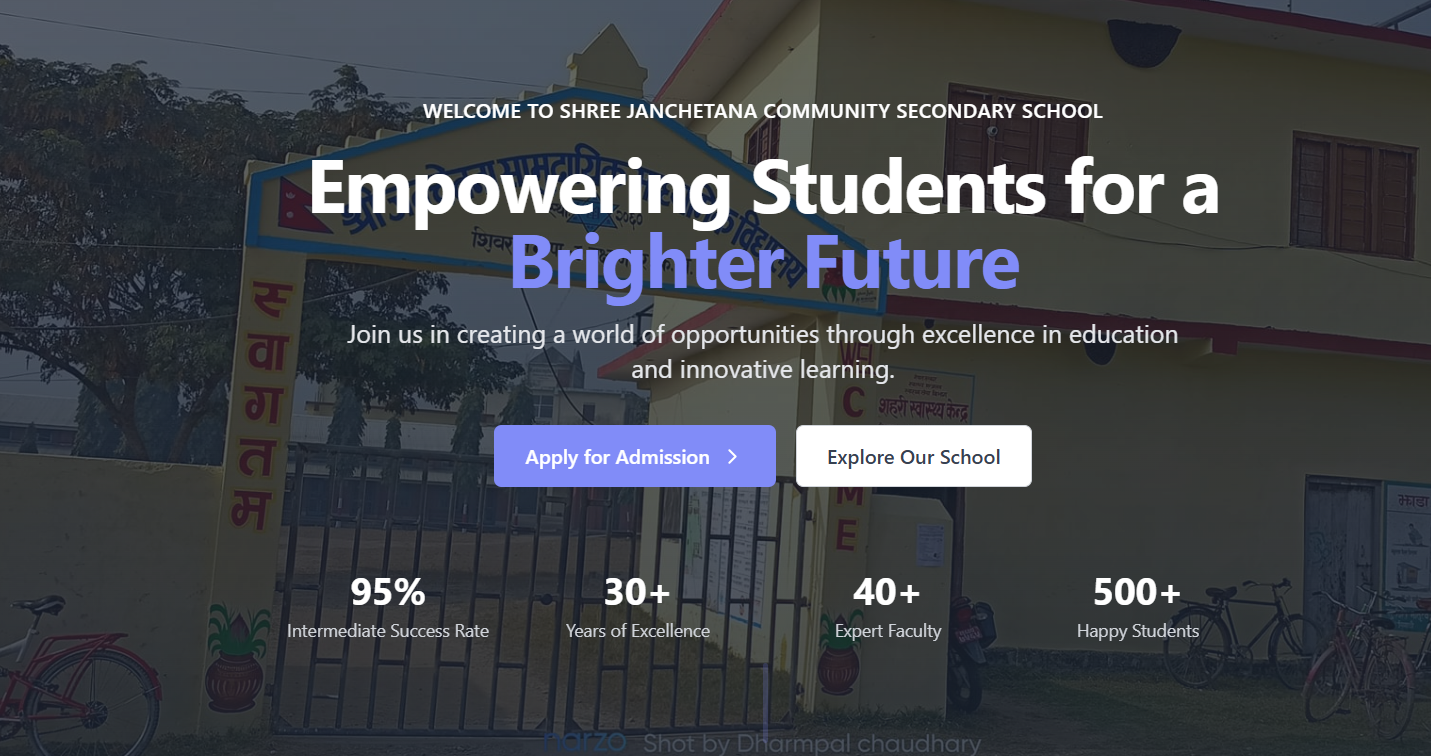 WELCOME TO SHREE JANCHETANA COMMUNITY SECONDARY SCHOOL
Empowering Students for a
Brighter Future
Join us in creating a world of opportunities through excellence in education
and innovative learning.
Apply for Admission
Explore Our School
95%
Intermediate Success Rate
30+
Years of Excellence
40+
Expert Faculty
500+
Happy Students
स्वागतम
शहरी स्वास्थ्य केन्द्र
narzo Shot by Dharmpal chaudhary